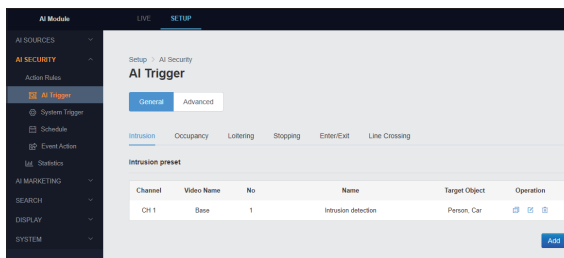 AI Module
LIVE SETUP
AI SOURCES
AI SECURITY
Action Rules
AI Trigger
System Trigger
Schedule
Event Action
Statistics
AI MARKETING
SEARCH
DISPLAY
SYSTEM
Setup > AI Security
AI Trigger
General Advanced
Intrusion Occupancy Loitering Stopping Enter/Exit Line Crossing
Intrusion preset
Channel Video Name No Name Target Object Operation
CH 1 Base 1 Intrusion detection Person, Car
Add